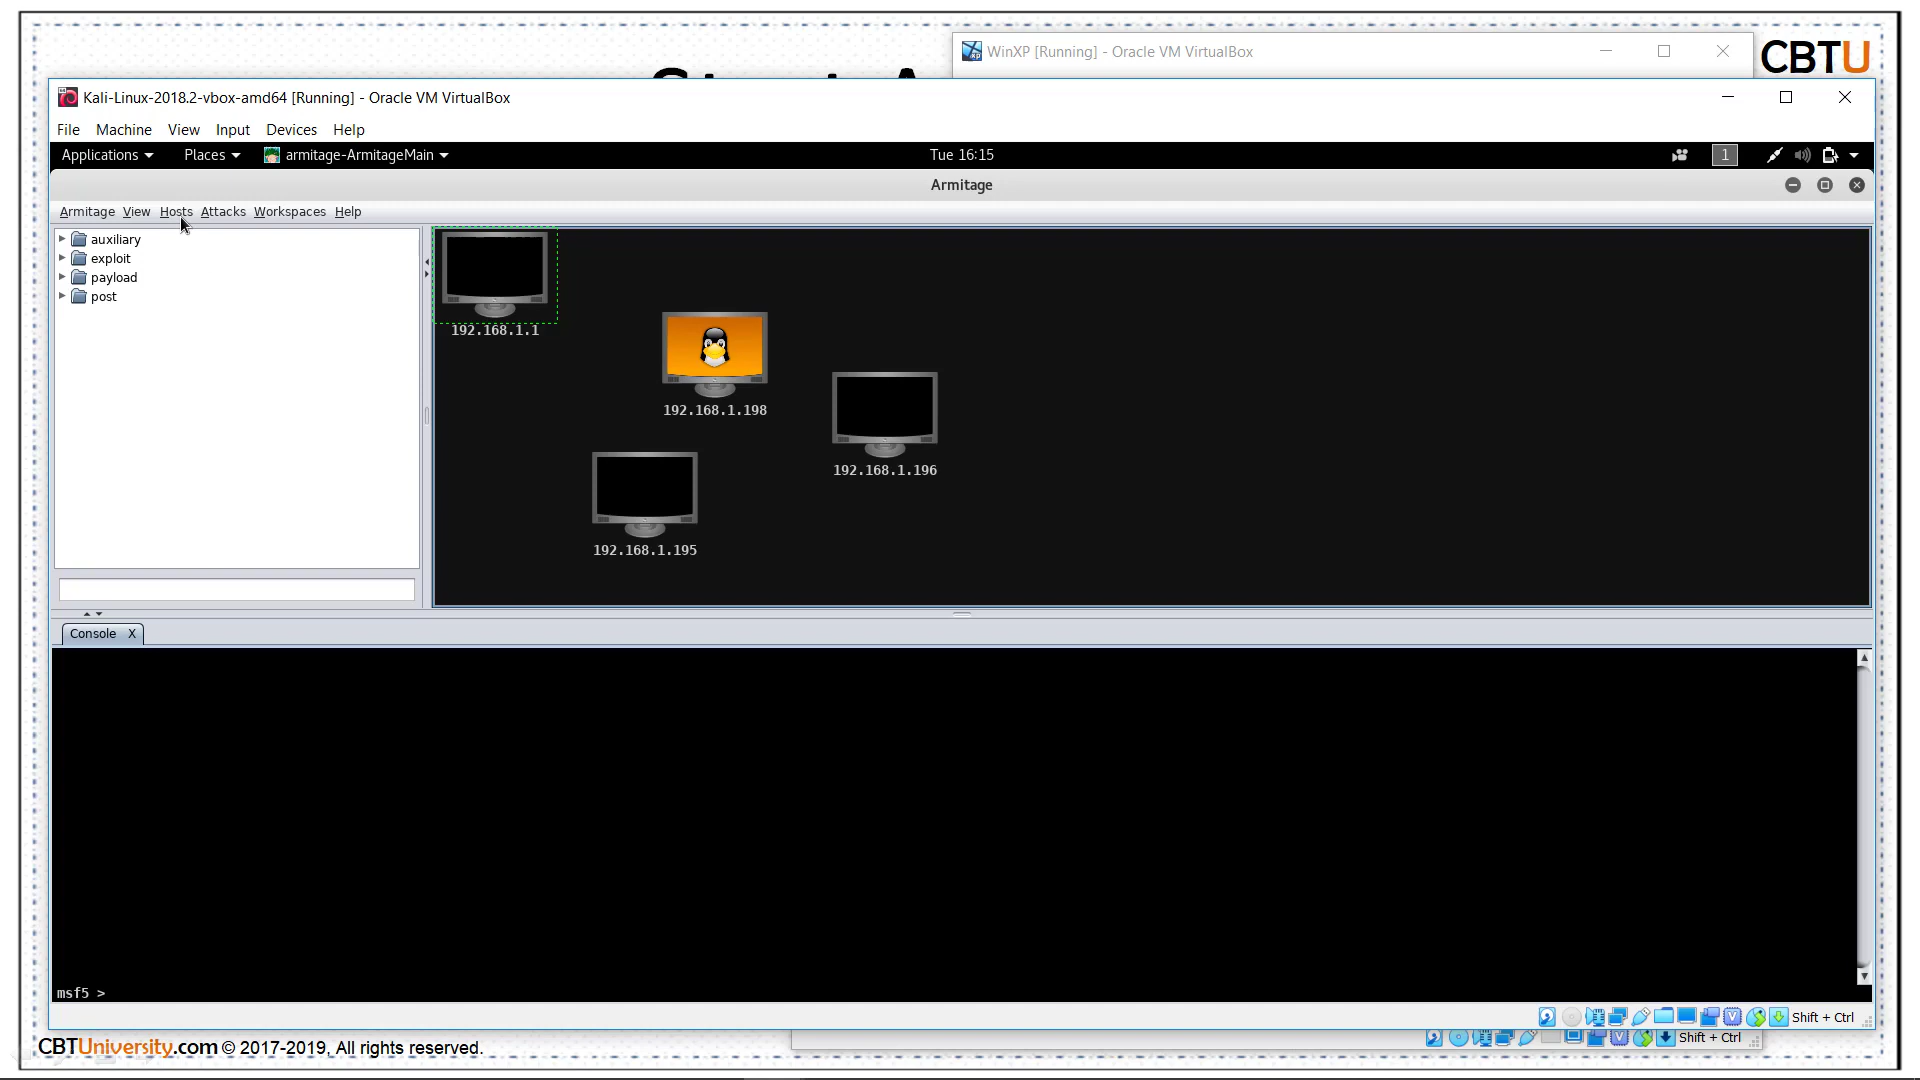 WinXP [Running] - Oracle VM VirtualBox
CBTU
Kali-Linux-2018.2-vbox-amd64 [Running] - Oracle VM VirtualBox
File Machine View Input Devices Help
Applications Places armitage-ArmitageMain Tue 16:15 1
Armitage
Armitage View Hosts Attacks Workspaces Help
auxiliary
exploit
payload
post
192.168.1.1
192.168.1.198
192.168.1.196
192.168.1.195
Console X
msf5 >
Shift + Ctrl
Shift + Ctrl
CBTUniversity.com © 2017-2019, All rights reserved.